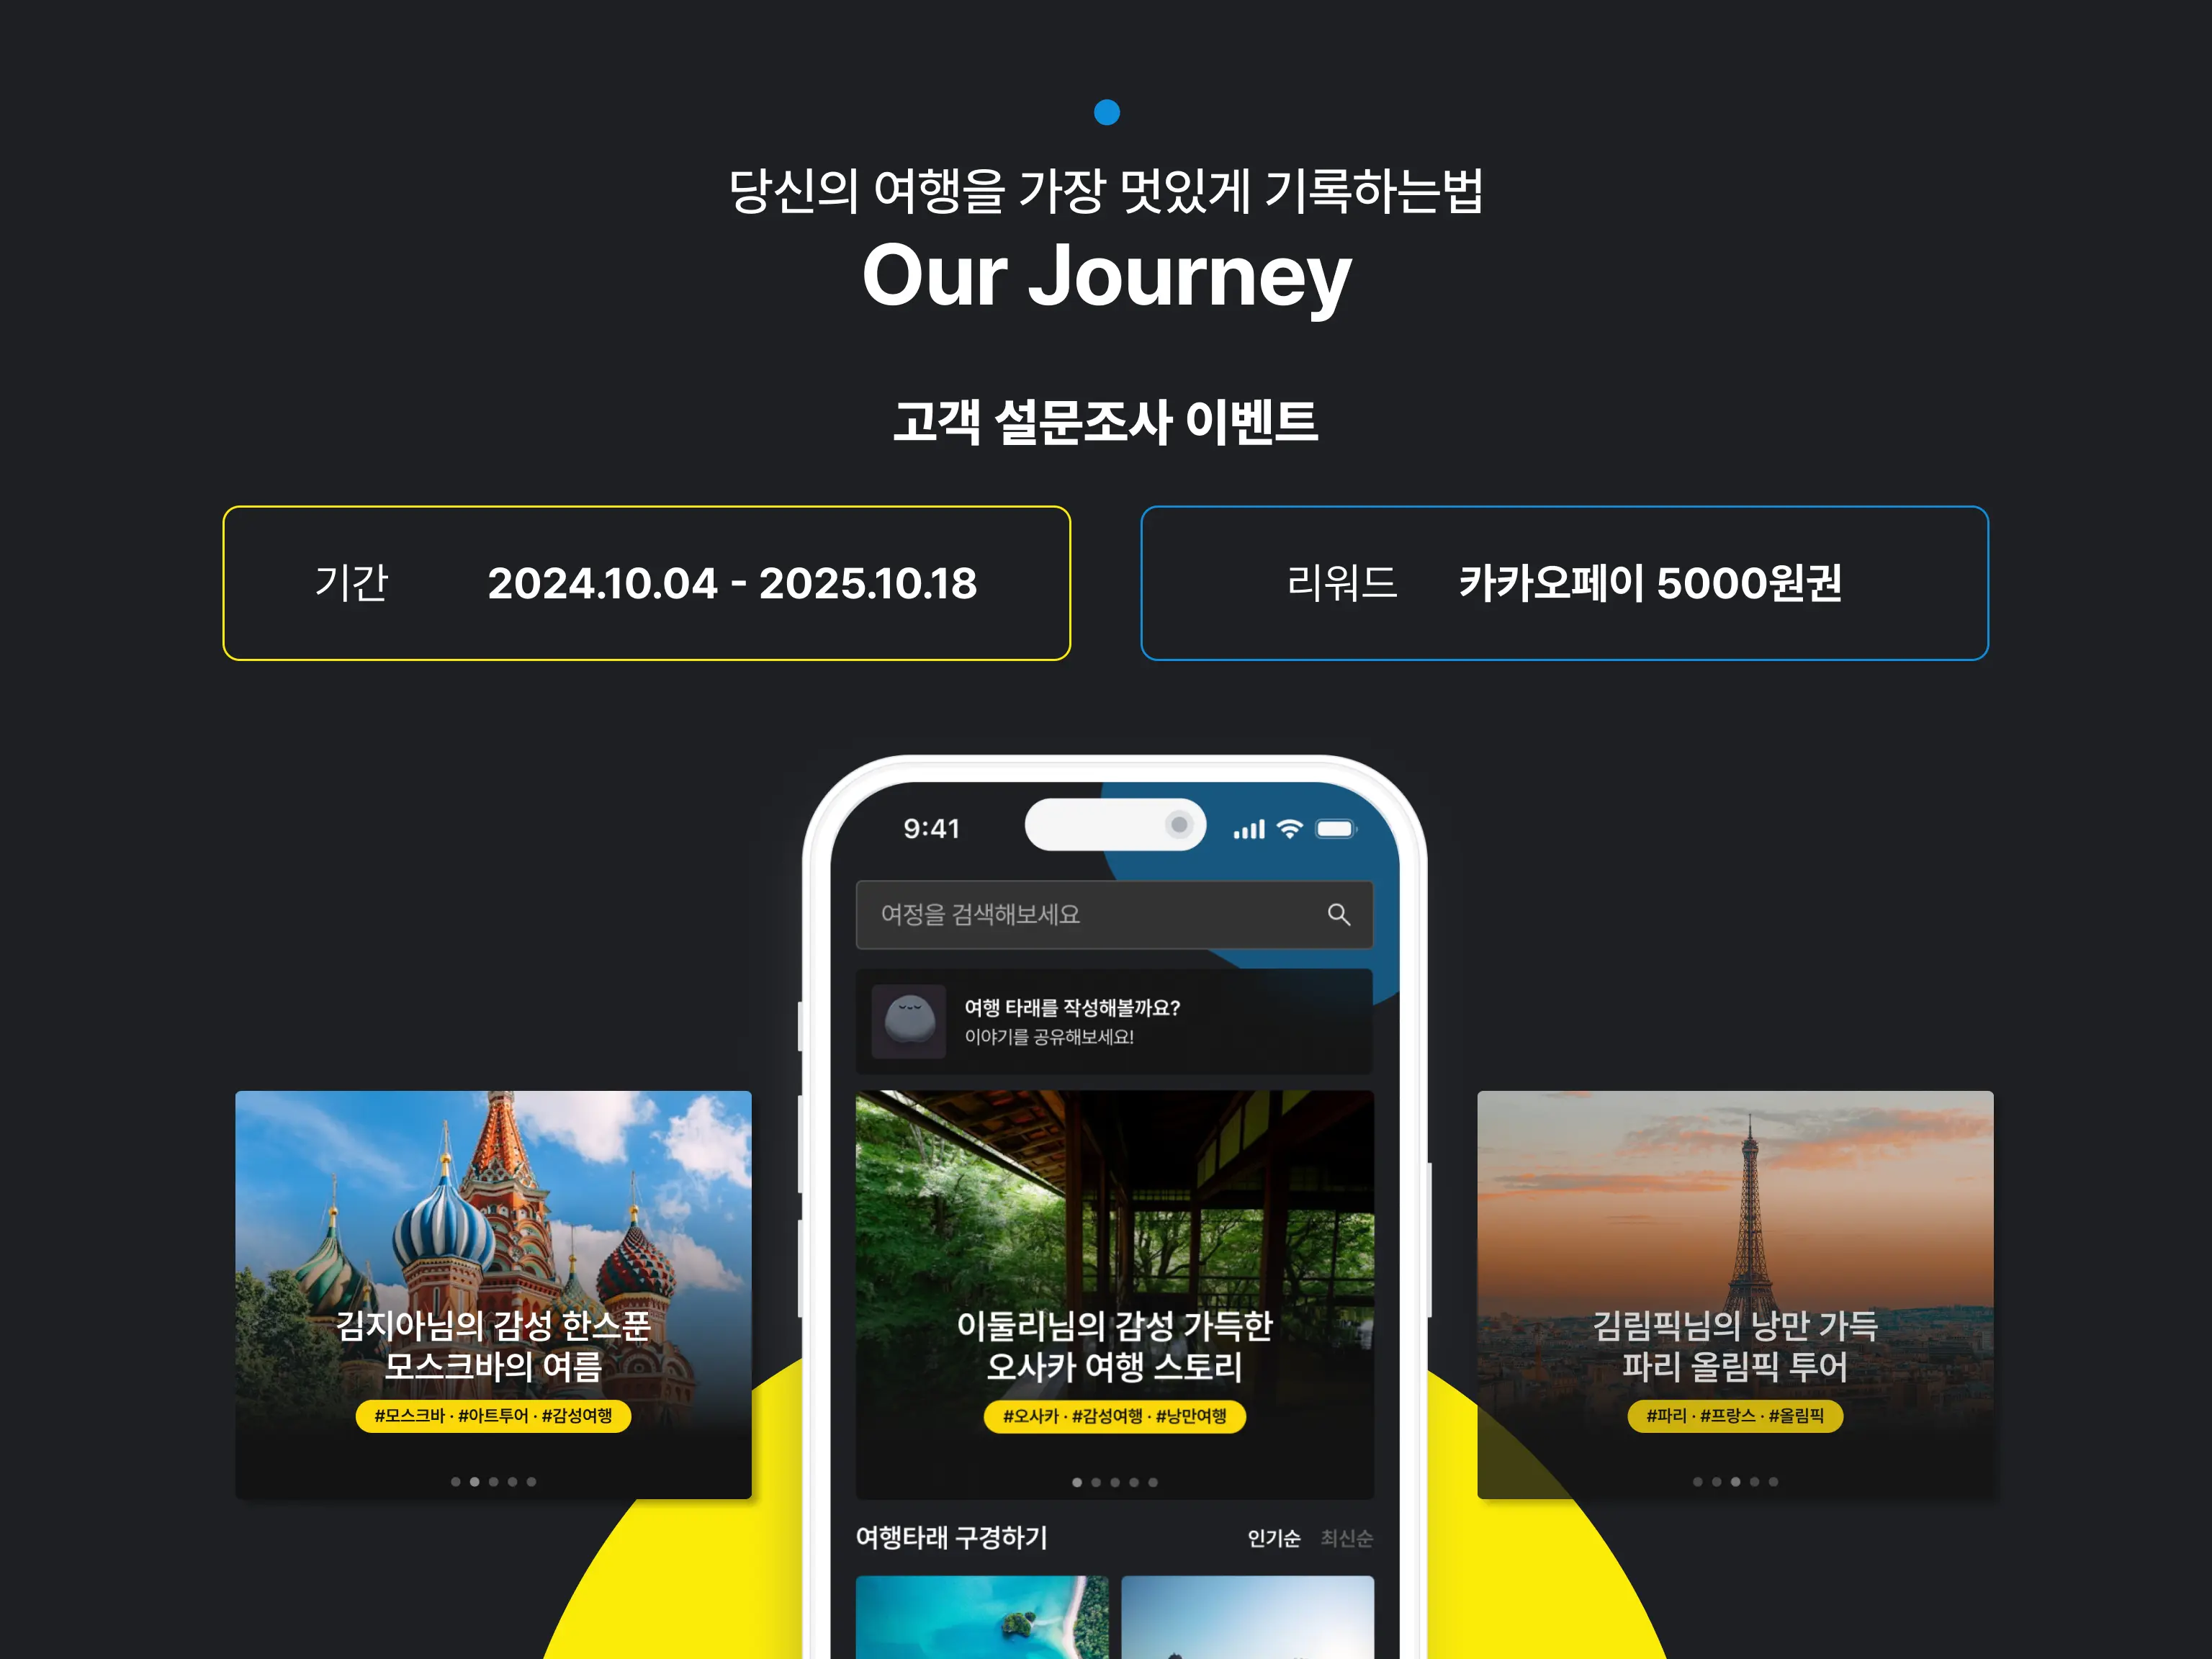 당신의 여행을 가장 멋있게 기록하는법
Our Journey
고객 설문조사 이벤트
기간 2024.10.04 - 2025.10.18
리워드 카카오페이 5000원권
9:41
여정을 검색해보세요
여행 타래를 작성해볼까요?
이야기를 공유해보세요!
김지아님의 감성 한스푼
모스크바의 여름
#모스크바 · #아트투어 · #감성여행
이둘리님의 감성 가득한
오사카 여행 스토리
#오사카 · #감성여행 · #낭만여행
김림픽님의 낭만 가득
파리 올림픽 투어
#파리 · #프랑스 · #올림픽
여행타래 구경하기
인기순 최신순